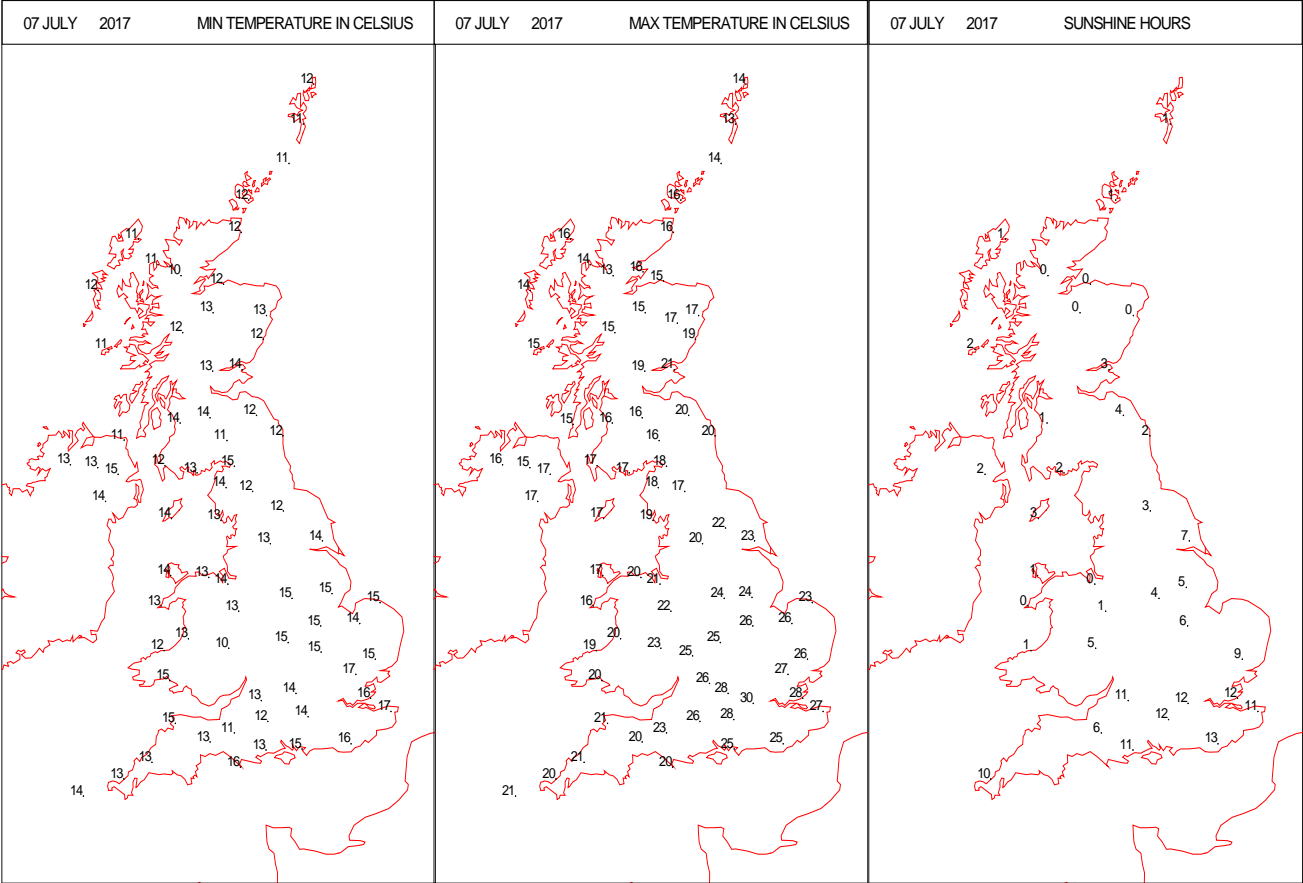 07 JULY 2017 MIN TEMPERATURE IN CELSIUS
12
11
11
12
12
11
11
10
12
12
13 13
12 12
11
13 14
14 14 12
11 11 12
13 13 15 12 13 15
14 14 12
14 13 12
13 14
14 13 14
13 13 15 15 15
15 14
12 13 10 15 15 15
15 17
13 14 16
15 11 12 14 17
13 13 15 16
13 13 16
14
07 JULY 2017 MAX TEMPERATURE IN CELSIUS
14
13
14
16
16
16
14 13 16 15
14
15 17 17
15 19
15
19 21
15 16 16 20
16 20
16 15 17 17 17 18
17 18 17
17 19 22
20 23
17 20 21
16 22 24 24 23
26 26
19 20 23 25 25 26
20 26 27
28 30 28
21 23 26 28 27
20 25 25
20 21 20
21
07 JULY 2017 SUNSHINE HOURS
1
1
1
0 0
0 0
2
3
1 4
2
2 2
3 3
7
1 0
0 1 4 5
6
1 5 9
11 12 12
6 12 11
11 13
10